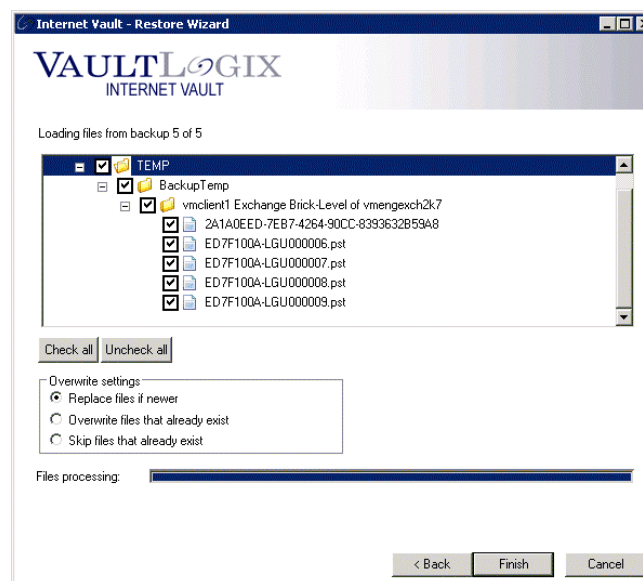 Internet Vault - Restore Wizard
VAULTLOGIX
INTERNET VAULT
Loading files from backup 5 of 5
TEMP
BackupTemp
vmclient1 Exchange Brick-Level of vmengexch2k7
2A1A0EED-7EB7-4264-90CC-8393632B59A8
ED7F100A-LGU000006.pst
ED7F100A-LGU000007.pst
ED7F100A-LGU000008.pst
ED7F100A-LGU000009.pst
Check all Uncheck all
Overwrite settings
Replace files if newer
Overwrite files that already exist
Skip files that already exist
Files processing:
< Back Finish Cancel